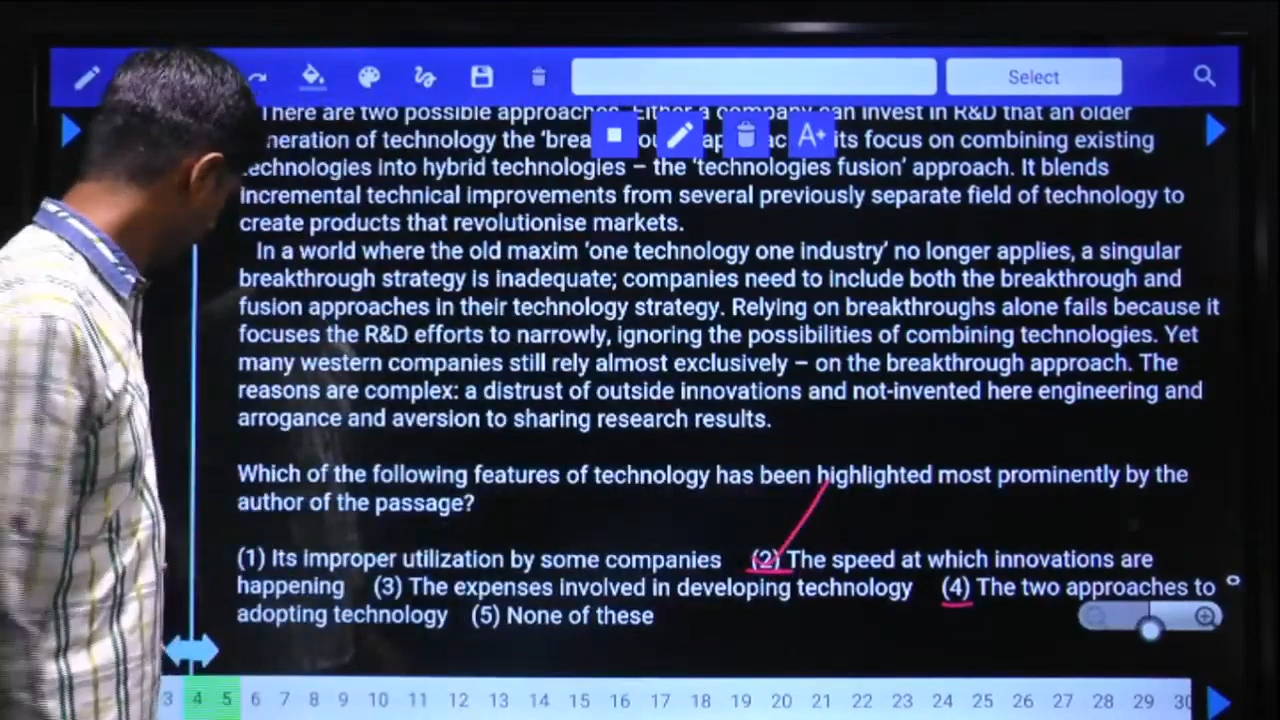 Select
There are two possible approaches. Either a company can invest in R&D that an older
neration of technology the ‘brea its focus on combining existing
technologies into hybrid technologies – the ‘technologies fusion’ approach. It blends
incremental technical improvements from several previously separate field of technology to
create products that revolutionise markets.
In a world where the old maxim ‘one technology one industry’ no longer applies, a singular
breakthrough strategy is inadequate; companies need to include both the breakthrough and
fusion approaches in their technology strategy. Relying on breakthroughs alone fails because it
focuses the R&D efforts to narrowly, ignoring the possibilities of combining technologies. Yet
many western companies still rely almost exclusively – on the breakthrough approach. The
reasons are complex: a distrust of outside innovations and not-invented here engineering and
arrogance and aversion to sharing research results.
Which of the following features of technology has been highlighted most prominently by the
author of the passage?
(1) Its improper utilization by some companies (2) The speed at which innovations are
happening (3) The expenses involved in developing technology (4) The two approaches to
adopting technology (5) None of these
3 4 5 6 7 8 9 10 11 12 13 14 15 16 17 18 19 20 21 22 23 24 25 26 27 28 29 30